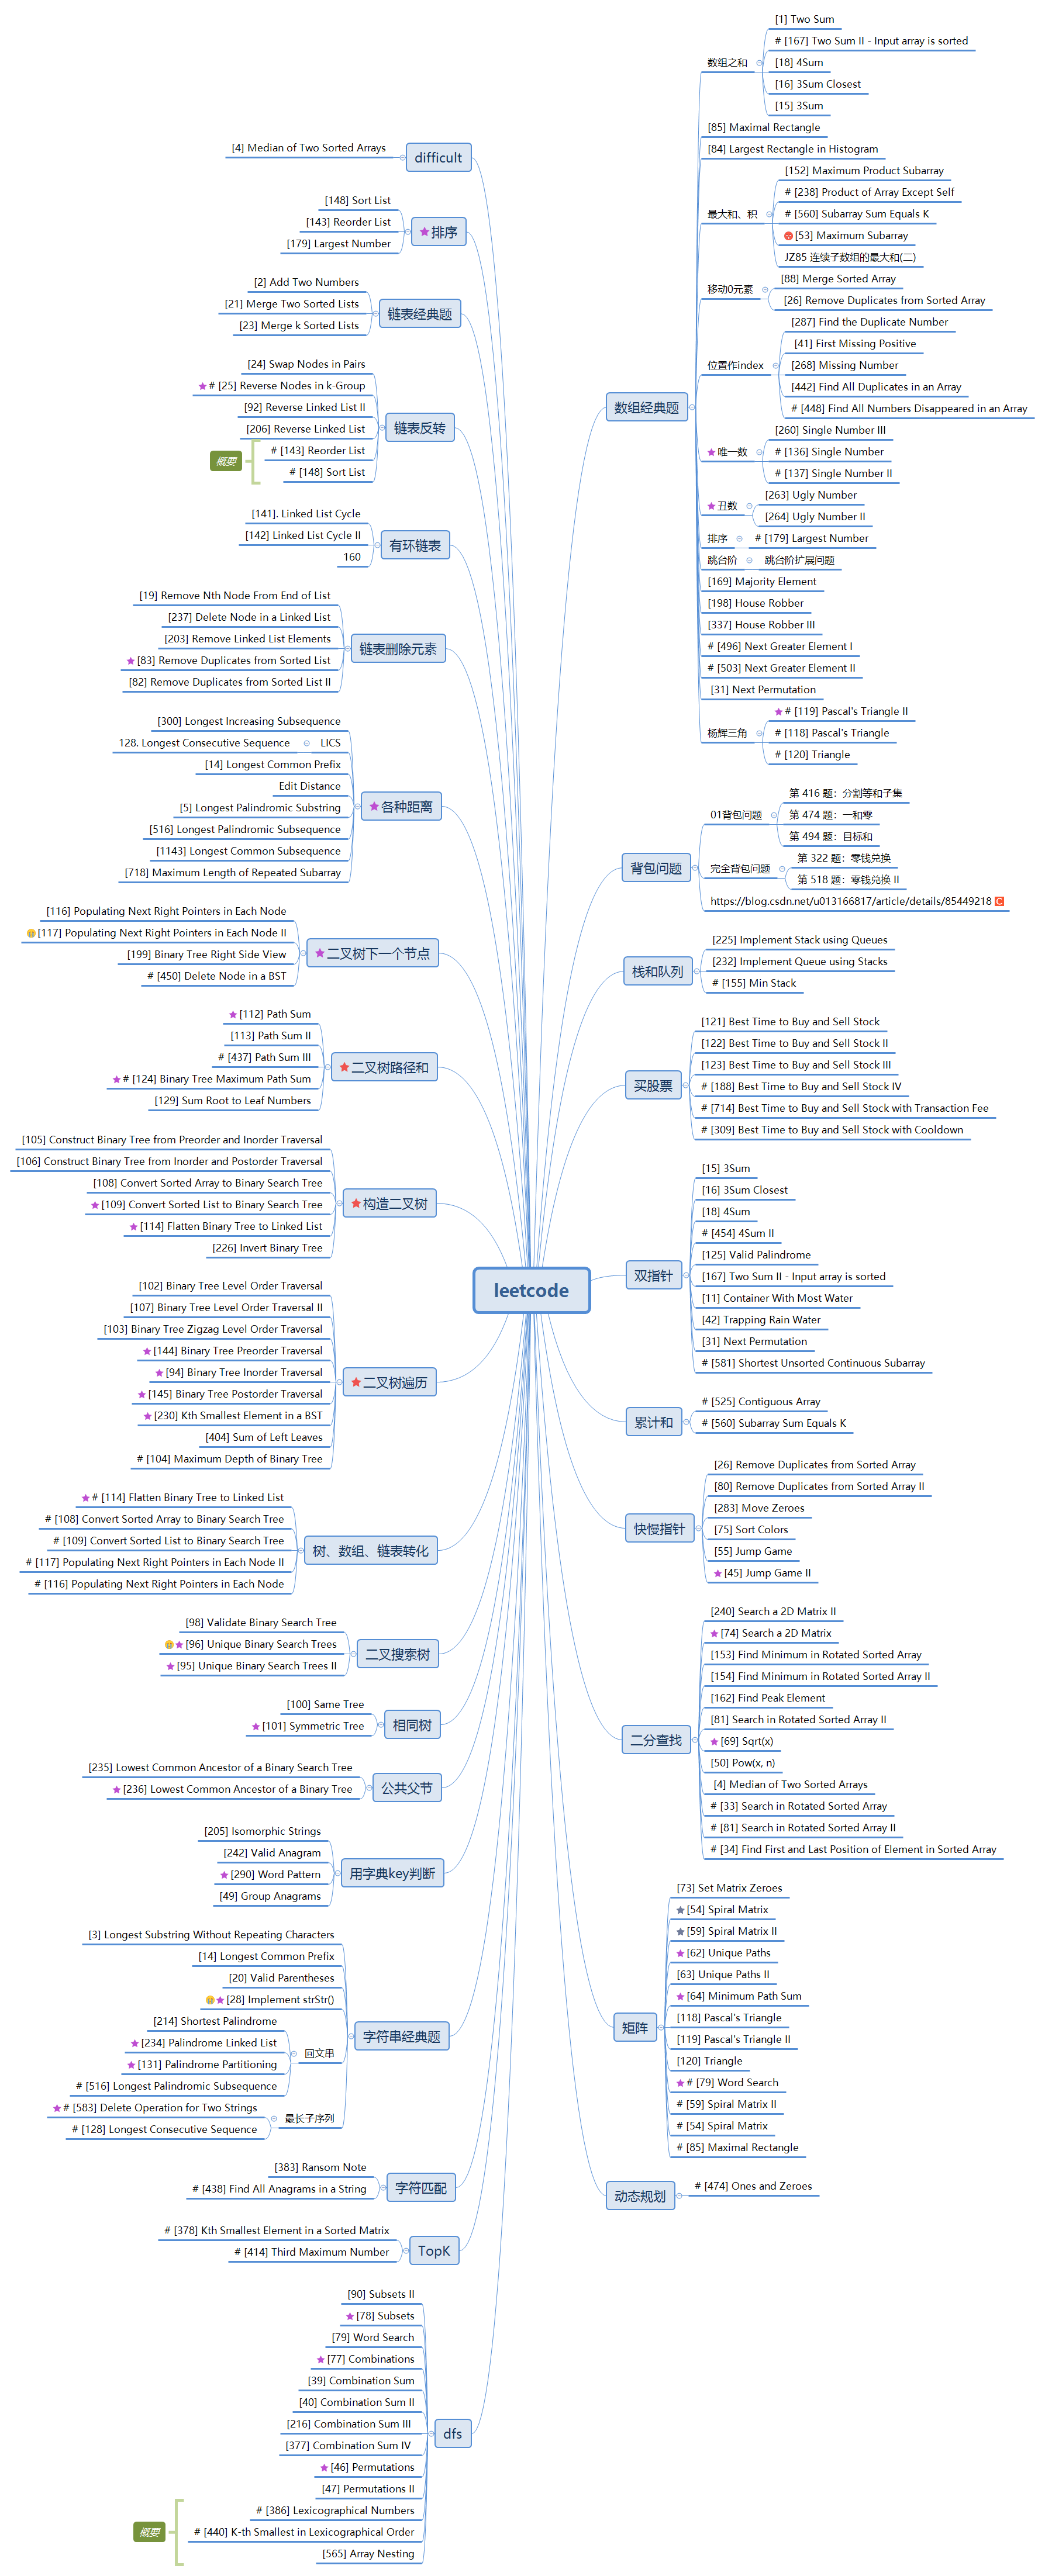 leetcode
difficult
[4] Median of Two Sorted Arrays
排序
[148] Sort List
[143] Reorder List
[179] Largest Number
链表经典题
[2] Add Two Numbers
[21] Merge Two Sorted Lists
[23] Merge k Sorted Lists
链表反转
[24] Swap Nodes in Pairs
# [25] Reverse Nodes in k-Group
[92] Reverse Linked List II
[206] Reverse Linked List
# [143] Reorder List
# [148] Sort List
概要
有环链表
[141]. Linked List Cycle
[142] Linked List Cycle II
160
链表删除元素
[19] Remove Nth Node From End of List
[237] Delete Node in a Linked List
[203] Remove Linked List Elements
[83] Remove Duplicates from Sorted List
[82] Remove Duplicates from Sorted List II
各种距离
[300] Longest Increasing Subsequence
LICS
128. Longest Consecutive Sequence
[14] Longest Common Prefix
Edit Distance
[5] Longest Palindromic Substring
[516] Longest Palindromic Subsequence
[1143] Longest Common Subsequence
[718] Maximum Length of Repeated Subarray
二叉树下一个节点
[116] Populating Next Right Pointers in Each Node
[117] Populating Next Right Pointers in Each Node II
[199] Binary Tree Right Side View
# [450] Delete Node in a BST
二叉树路径和
[112] Path Sum
[113] Path Sum II
# [437] Path Sum III
# [124] Binary Tree Maximum Path Sum
[129] Sum Root to Leaf Numbers
构造二叉树
[105] Construct Binary Tree from Preorder and Inorder Traversal
[106] Construct Binary Tree from Inorder and Postorder Traversal
[108] Convert Sorted Array to Binary Search Tree
[109] Convert Sorted List to Binary Search Tree
[114] Flatten Binary Tree to Linked List
[226] Invert Binary Tree
二叉树遍历
[102] Binary Tree Level Order Traversal
[107] Binary Tree Level Order Traversal II
[103] Binary Tree Zigzag Level Order Traversal
[144] Binary Tree Preorder Traversal
[94] Binary Tree Inorder Traversal
[145] Binary Tree Postorder Traversal
[230] Kth Smallest Element in a BST
[404] Sum of Left Leaves
# [104] Maximum Depth of Binary Tree
树、数组、链表转化
# [114] Flatten Binary Tree to Linked List
# [108] Convert Sorted Array to Binary Search Tree
# [109] Convert Sorted List to Binary Search Tree
# [117] Populating Next Right Pointers in Each Node II
# [116] Populating Next Right Pointers in Each Node
二叉搜索树
[98] Validate Binary Search Tree
[96] Unique Binary Search Trees
[95] Unique Binary Search Trees II
相同树
[100] Same Tree
[101] Symmetric Tree
公共父节
[235] Lowest Common Ancestor of a Binary Search Tree
[236] Lowest Common Ancestor of a Binary Tree
用字典key判断
[205] Isomorphic Strings
[242] Valid Anagram
[290] Word Pattern
[49] Group Anagrams
字符串经典题
[3] Longest Substring Without Repeating Characters
[14] Longest Common Prefix
[20] Valid Parentheses
[28] Implement strStr()
回文串
[214] Shortest Palindrome
[234] Palindrome Linked List
[131] Palindrome Partitioning
# [516] Longest Palindromic Subsequence
最长子序列
# [583] Delete Operation for Two Strings
# [128] Longest Consecutive Sequence
字符匹配
[383] Ransom Note
# [438] Find All Anagrams in a String
TopK
# [378] Kth Smallest Element in a Sorted Matrix
# [414] Third Maximum Number
dfs
[90] Subsets II
[78] Subsets
[79] Word Search
[77] Combinations
[39] Combination Sum
[40] Combination Sum II
[216] Combination Sum III
[377] Combination Sum IV
[46] Permutations
[47] Permutations II
# [386] Lexicographical Numbers
# [440] K-th Smallest in Lexicographical Order
[565] Array Nesting
概要
数组经典题
数组之和
[1] Two Sum
# [167] Two Sum II - Input array is sorted
[18] 4Sum
[16] 3Sum Closest
[15] 3Sum
[85] Maximal Rectangle
[84] Largest Rectangle in Histogram
最大和、积
[152] Maximum Product Subarray
# [238] Product of Array Except Self
# [560] Subarray Sum Equals K
[53] Maximum Subarray
JZ85 连续子数组的最大和(二)
移动0元素
[88] Merge Sorted Array
[26] Remove Duplicates from Sorted Array
位置作index
[287] Find the Duplicate Number
[41] First Missing Positive
[268] Missing Number
[442] Find All Duplicates in an Array
# [448] Find All Numbers Disappeared in an Array
唯一数
[260] Single Number III
# [136] Single Number
# [137] Single Number II
丑数
[263] Ugly Number
[264] Ugly Number II
排序
# [179] Largest Number
跳台阶
跳台阶扩展问题
[169] Majority Element
[198] House Robber
[337] House Robber III
# [496] Next Greater Element I
# [503] Next Greater Element II
[31] Next Permutation
杨辉三角
# [119] Pascal's Triangle II
# [118] Pascal's Triangle
# [120] Triangle
背包问题
01背包问题
第 416 题：分割等和子集
第 474 题：一和零
第 494 题：目标和
完全背包问题
第 322 题：零钱兑换
第 518 题：零钱兑换 II
https://blog.csdn.net/u013166817/article/details/85449218
栈和队列
[225] Implement Stack using Queues
[232] Implement Queue using Stacks
# [155] Min Stack
买股票
[121] Best Time to Buy and Sell Stock
[122] Best Time to Buy and Sell Stock II
[123] Best Time to Buy and Sell Stock III
# [188] Best Time to Buy and Sell Stock IV
# [714] Best Time to Buy and Sell Stock with Transaction Fee
# [309] Best Time to Buy and Sell Stock with Cooldown
双指针
[15] 3Sum
[16] 3Sum Closest
[18] 4Sum
# [454] 4Sum II
[125] Valid Palindrome
[167] Two Sum II - Input array is sorted
[11] Container With Most Water
[42] Trapping Rain Water
[31] Next Permutation
# [581] Shortest Unsorted Continuous Subarray
累计和
# [525] Contiguous Array
# [560] Subarray Sum Equals K
快慢指针
[26] Remove Duplicates from Sorted Array
[80] Remove Duplicates from Sorted Array II
[283] Move Zeroes
[75] Sort Colors
[55] Jump Game
[45] Jump Game II
二分查找
[240] Search a 2D Matrix II
[74] Search a 2D Matrix
[153] Find Minimum in Rotated Sorted Array
[154] Find Minimum in Rotated Sorted Array II
[162] Find Peak Element
[81] Search in Rotated Sorted Array II
[69] Sqrt(x)
[50] Pow(x, n)
[4] Median of Two Sorted Arrays
# [33] Search in Rotated Sorted Array
# [81] Search in Rotated Sorted Array II
# [34] Find First and Last Position of Element in Sorted Array
矩阵
[73] Set Matrix Zeroes
[54] Spiral Matrix
[59] Spiral Matrix II
[62] Unique Paths
[63] Unique Paths II
[64] Minimum Path Sum
[118] Pascal's Triangle
[119] Pascal's Triangle II
[120] Triangle
# [79] Word Search
# [59] Spiral Matrix II
# [54] Spiral Matrix
# [85] Maximal Rectangle
动态规划
# [474] Ones and Zeroes